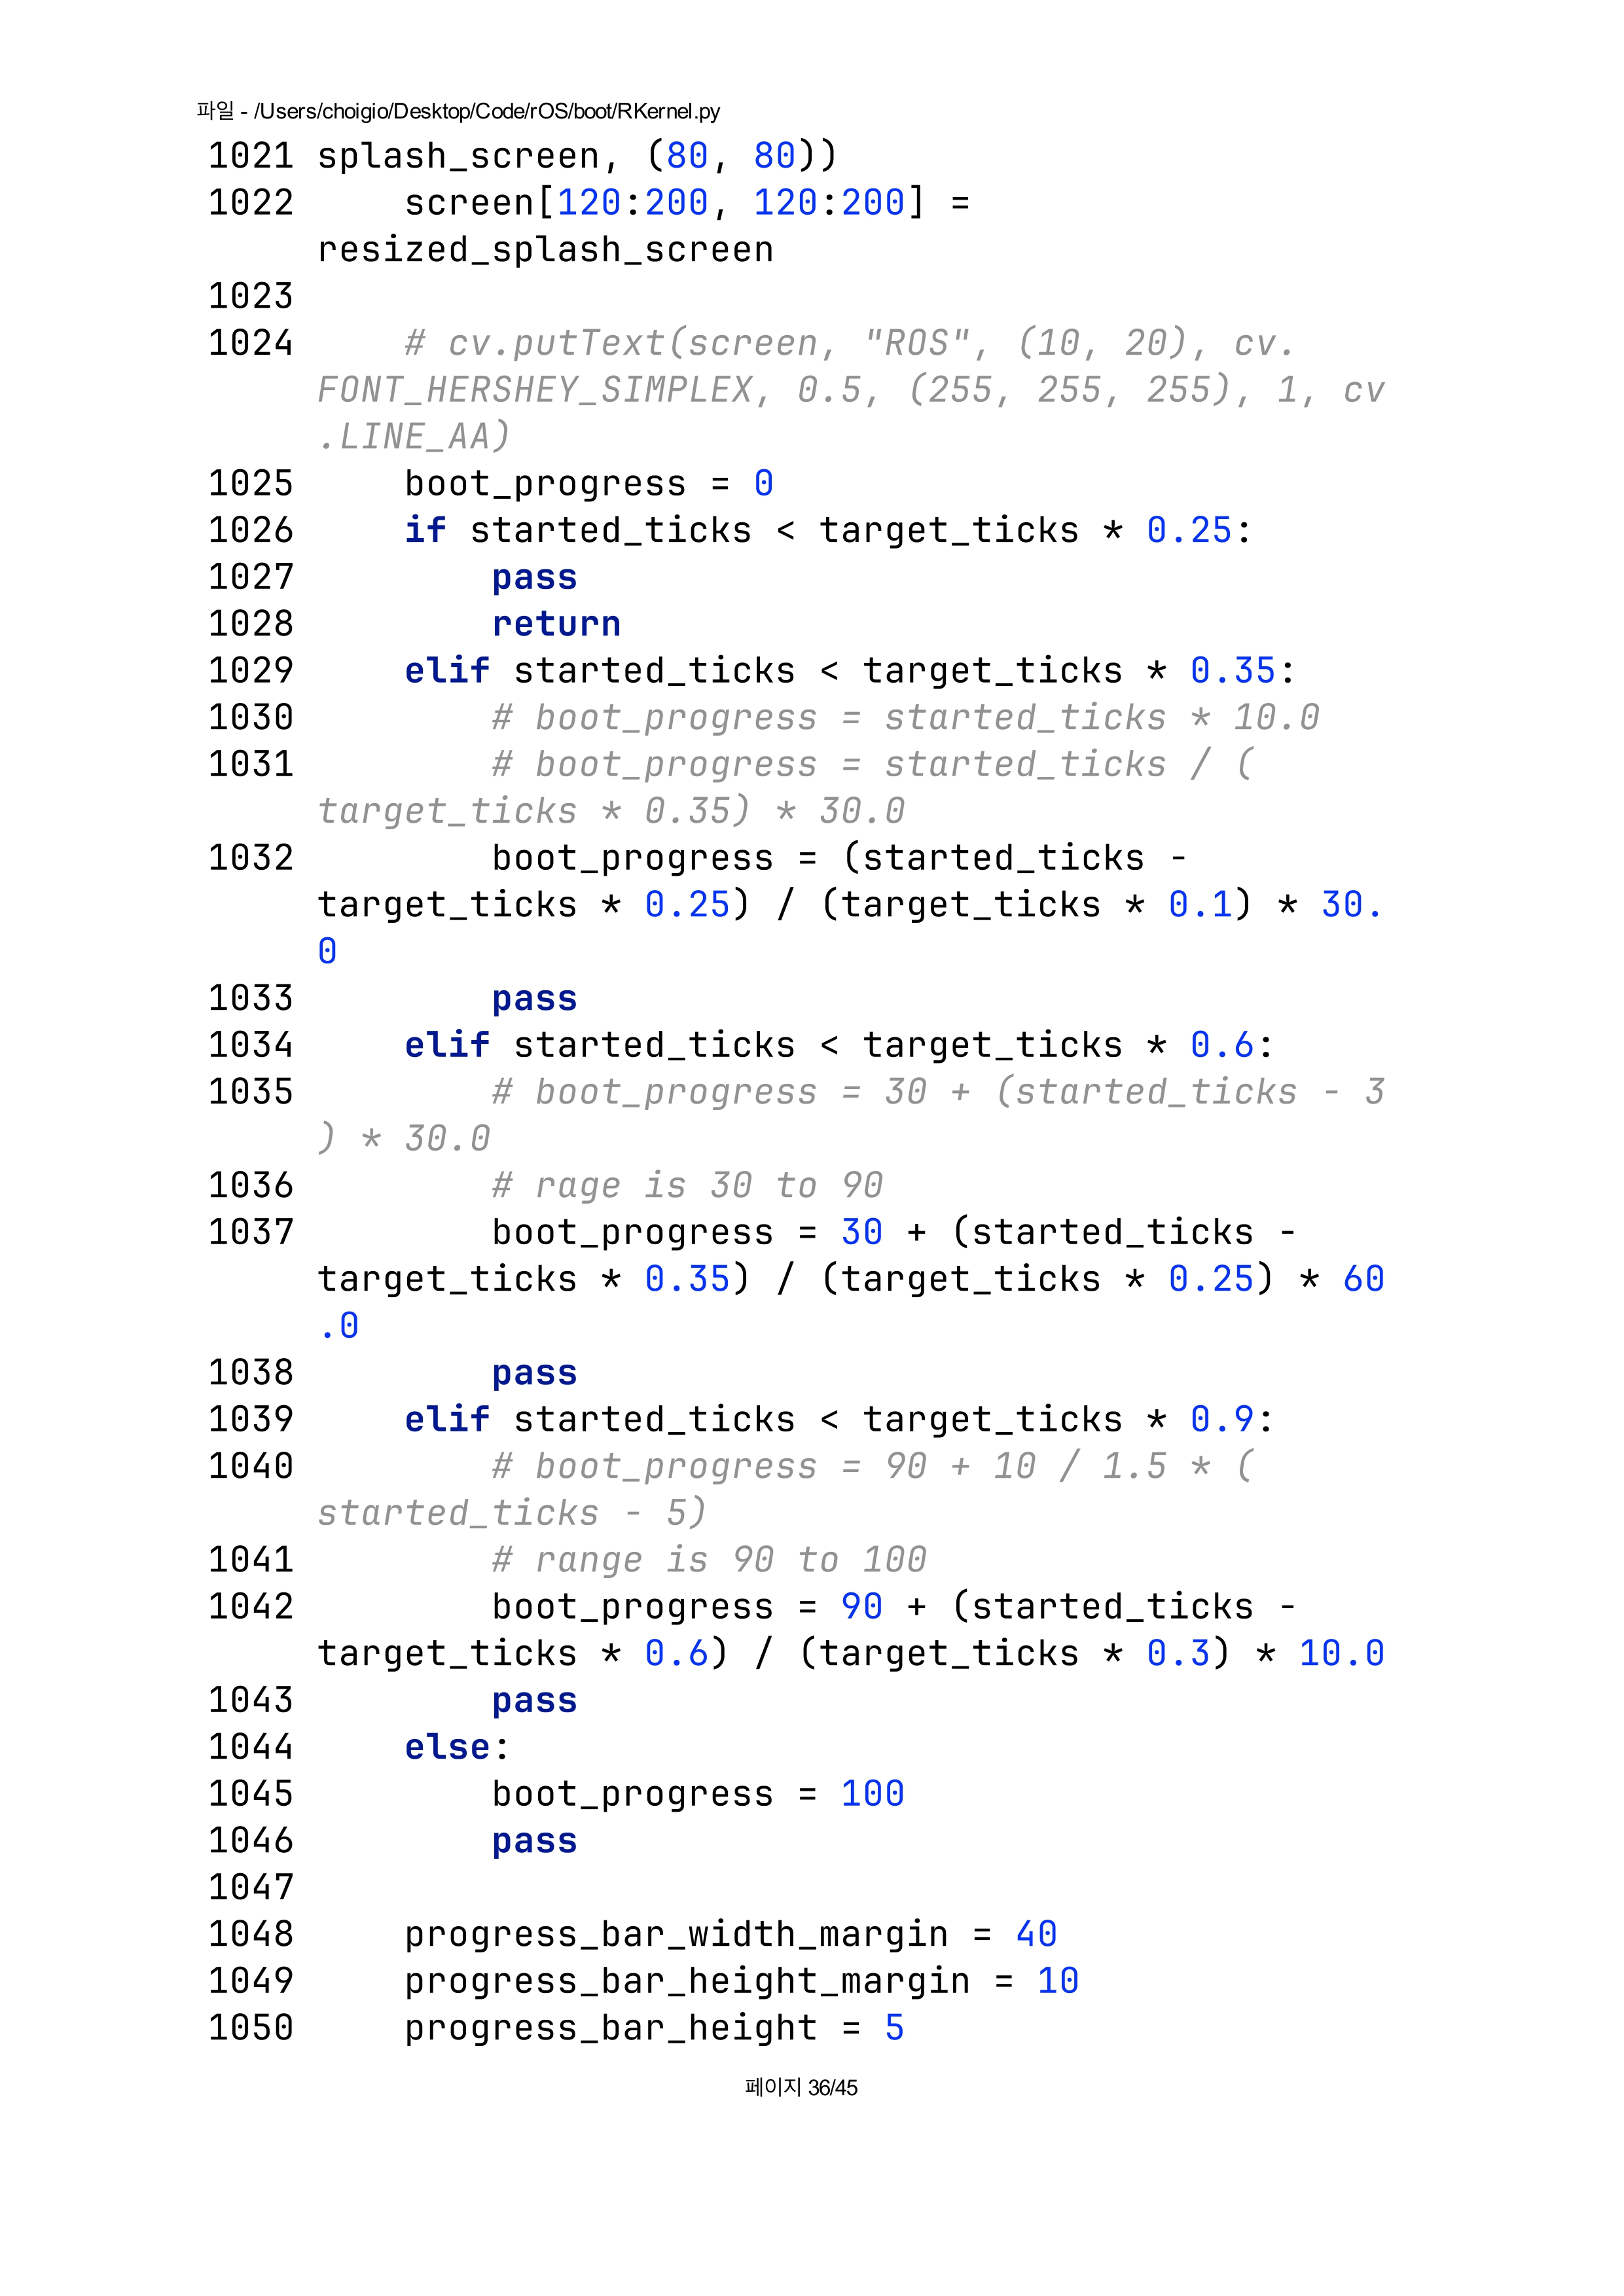 파일 - /Users/choigio/Desktop/Code/rOS/boot/RKernel.py
1021 splash_screen, (80, 80))
1022     screen[120:200, 120:200] =
     resized_splash_screen
1023
1024     # cv.putText(screen, "ROS", (10, 20), cv.
     FONT_HERSHEY_SIMPLEX, 0.5, (255, 255, 255), 1, cv
     .LINE_AA)
1025     boot_progress = 0
1026     if started_ticks < target_ticks * 0.25:
1027         pass
1028         return
1029     elif started_ticks < target_ticks * 0.35:
1030         # boot_progress = started_ticks * 10.0
1031         # boot_progress = started_ticks / (
     target_ticks * 0.35) * 30.0
1032         boot_progress = (started_ticks -
     target_ticks * 0.25) / (target_ticks * 0.1) * 30.
     0
1033         pass
1034     elif started_ticks < target_ticks * 0.6:
1035         # boot_progress = 30 + (started_ticks - 3
     ) * 30.0
1036         # rage is 30 to 90
1037         boot_progress = 30 + (started_ticks -
     target_ticks * 0.35) / (target_ticks * 0.25) * 60
     .0
1038         pass
1039     elif started_ticks < target_ticks * 0.9:
1040         # boot_progress = 90 + 10 / 1.5 * (
     started_ticks - 5)
1041         # range is 90 to 100
1042         boot_progress = 90 + (started_ticks -
     target_ticks * 0.6) / (target_ticks * 0.3) * 10.0
1043         pass
1044     else:
1045         boot_progress = 100
1046         pass
1047
1048     progress_bar_width_margin = 40
1049     progress_bar_height_margin = 10
1050     progress_bar_height = 5
페이지 36/45